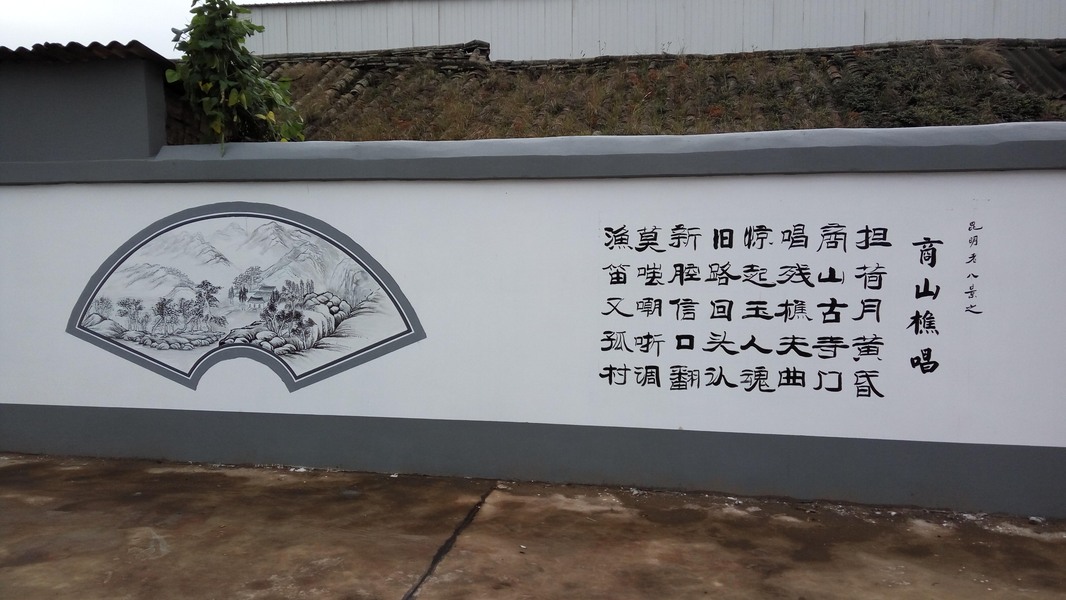 昆明老八景之
商山樵唱
担荷月黄昏
商山古寺门
唱残樵夫曲
惊起玉人魂
旧路回头认
新腔信口翻
莫嗤嘲哳调
渔笛又孤村